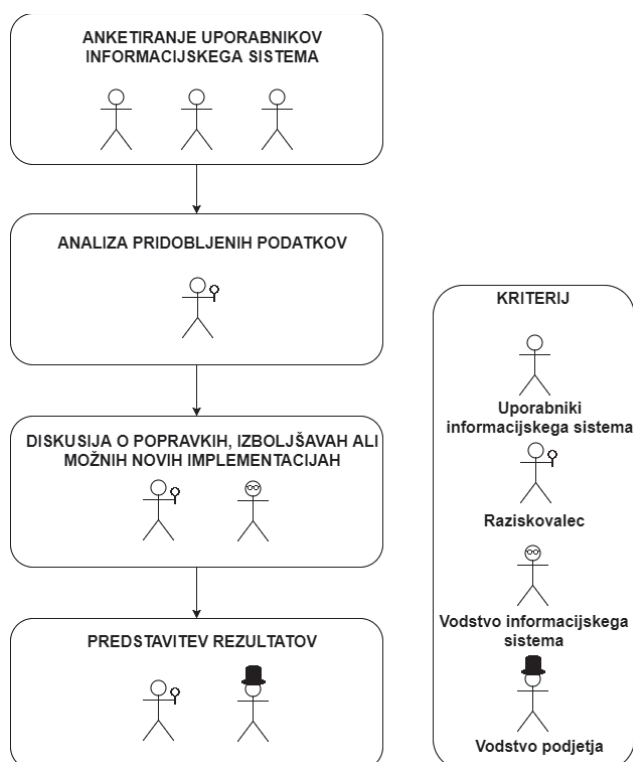 ANKETIRANJE UPORABNIKOV
INFORMACIJSKEGA SISTEMA
ANALIZA PRIDOBLJENIH PODATKOV
DISKUSIJA O POPRAVKIH, IZBOLJŠAVAH ALI
MOŽNIH NOVIH IMPLEMENTACIJAH
PREDSTAVITEV REZULTATOV
KRITERIJ
Uporabniki
informacijskega sistema
Raziskovalec
Vodstvo informacijskega
sistema
Vodstvo podjetja